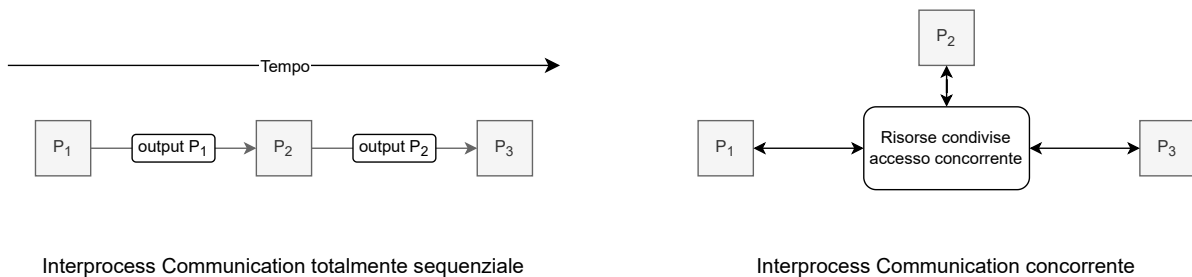 Tempo
P1
output P1
P2
output P2
P3
Interprocess Communication totalmente sequenziale
P2
P1
Risorse condivise
accesso concorrente
P3
Interprocess Communication concorrente